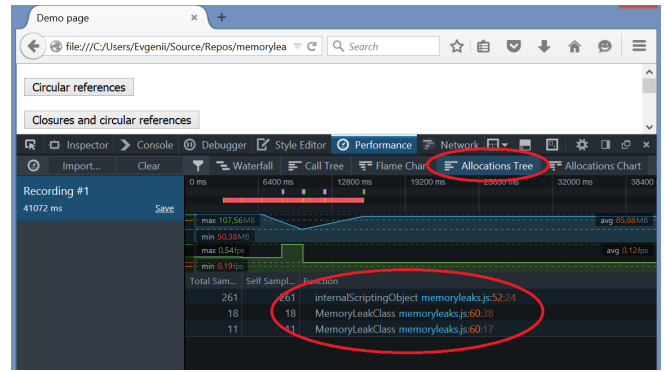 Demo page × +
file:///C:/Users/Evgenii/Source/Repos/memorylea Search
Circular references
Closures and circular references
Inspector Console Debugger Style Editor Performance Network
Import... Clear Waterfall Call Tree Flame Chart Allocations Tree Allocations Chart
Recording #1
41072 ms Save
0 ms 6400 ms 12800 ms 19200 ms 25600 ms 32000 ms 38400
max 107,56MB avg 85,88MB
min 50,38MB
max 0,54fps avg 0,12fps
min 0,19fps
Total Sam... Self Sampl... Function
261 261 internalScriptingObject memoryleaks.js:52:24
18 18 MemoryLeakClass memoryleaks.js:60:38
11 11 MemoryLeakClass memoryleaks.js:60:17